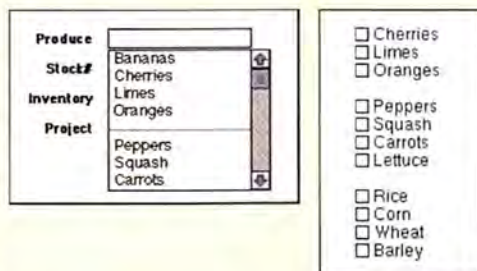 Produce
Stock#
Inventory
Project
Bananas
Cherries
Limes
Oranges
Peppers
Squash
Carrots
Cherries
Limes
Oranges
Peppers
Squash
Carrots
Lettuce
Rice
Corn
Wheat
Barley